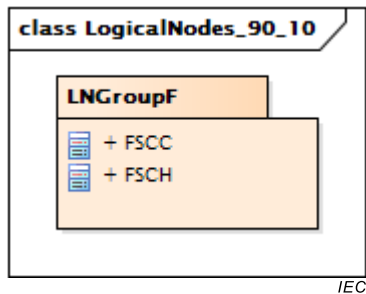 class LogicalNodes_90_10
LNGroupF
+ FSCC
+ FSCH
IEC